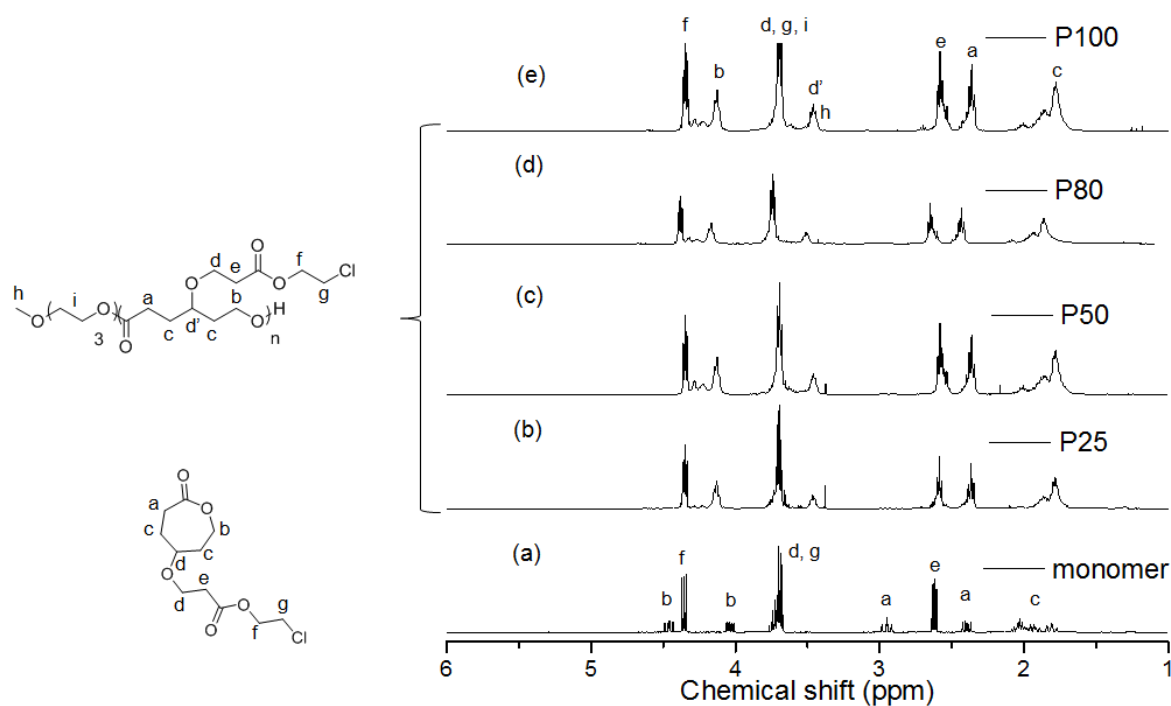 f
d, g, i
P100
e
a
(e)
b
c
d'
h
(d)
P80
O
d
f
O
e
O
Cl
h
i
a
b
g
O
O
O
H
c
d'
c
n
3
O
(c)
P50
(b)
P25
O
a
O
c
b
d
c
O
e
g
d
O
O
f
Cl
(a)
f
d, g
e
monomer
b
b
a
a
c
6
5
4
3
2
1
Chemical shift (ppm)